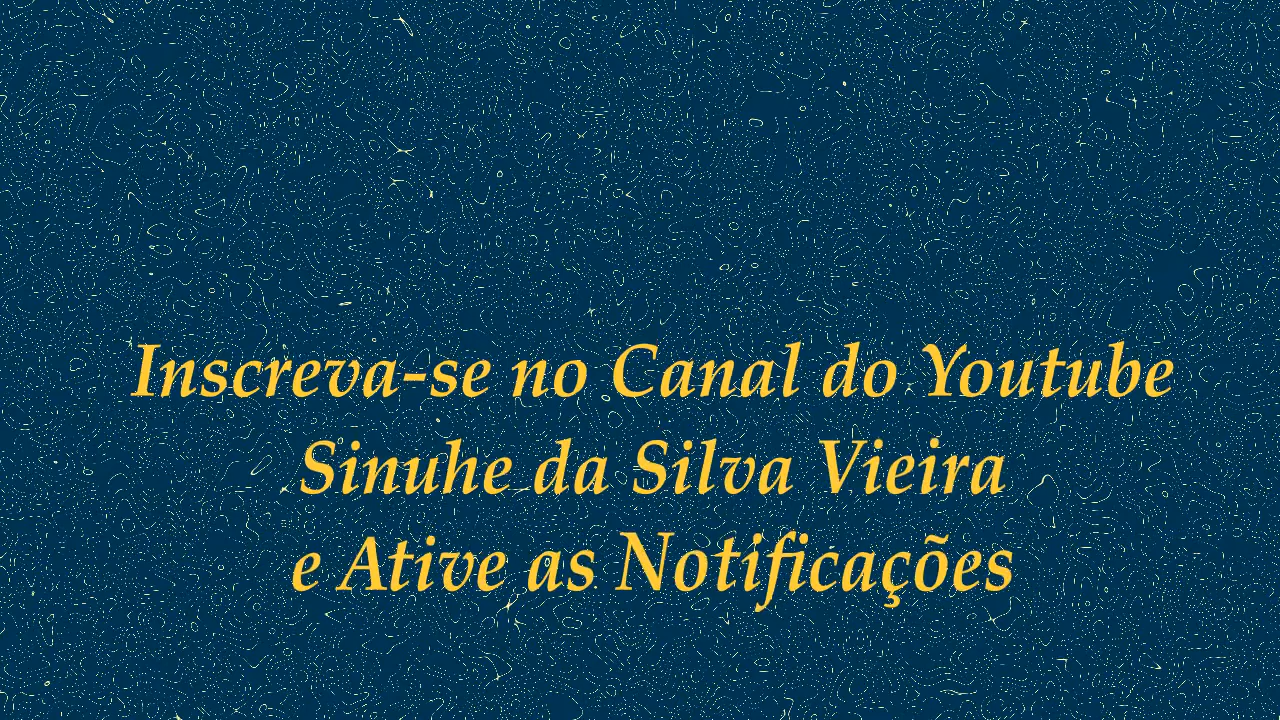 Inscreva-se no Canal do Youtube
Sinuhe da Silva Vieira
e Ative as Notificações